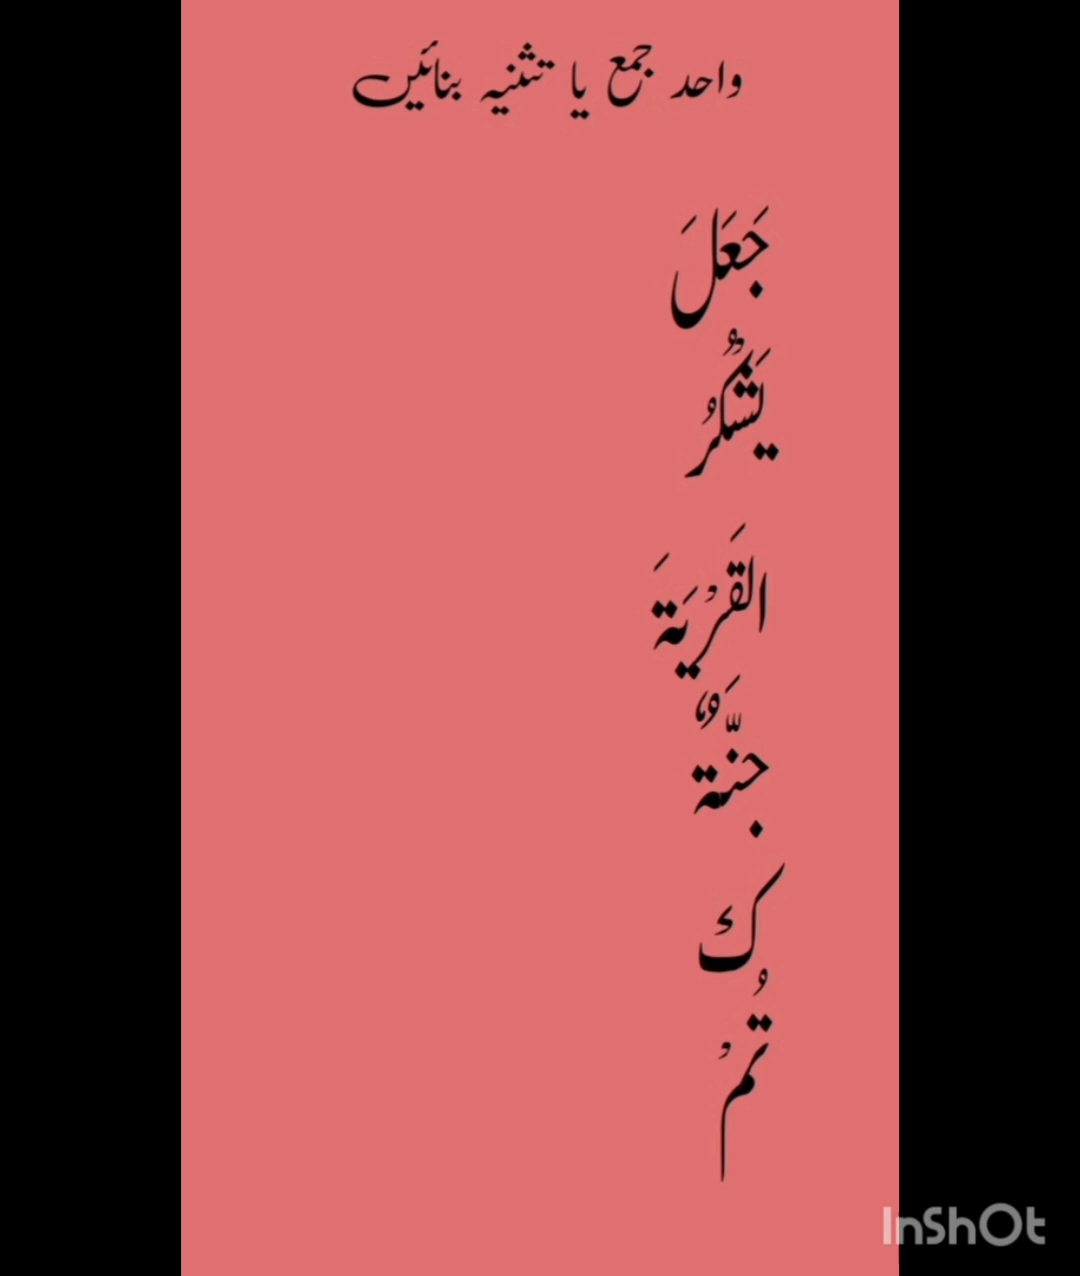 واحد جمع یا تثنیہ بنائیں
جَعَلَ
یَشْکُرُ
القَرْیَةَ
جَنَّةٌ
ك
تُمْ
InShOt